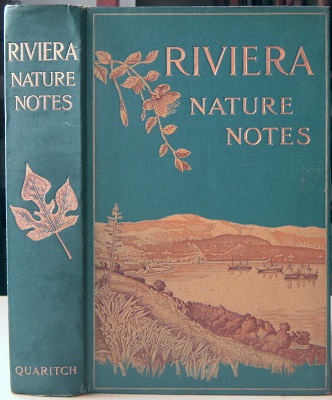 RIVIERA
NATURE
NOTES
QUARITCH
RIVIERA
NATURE
NOTES